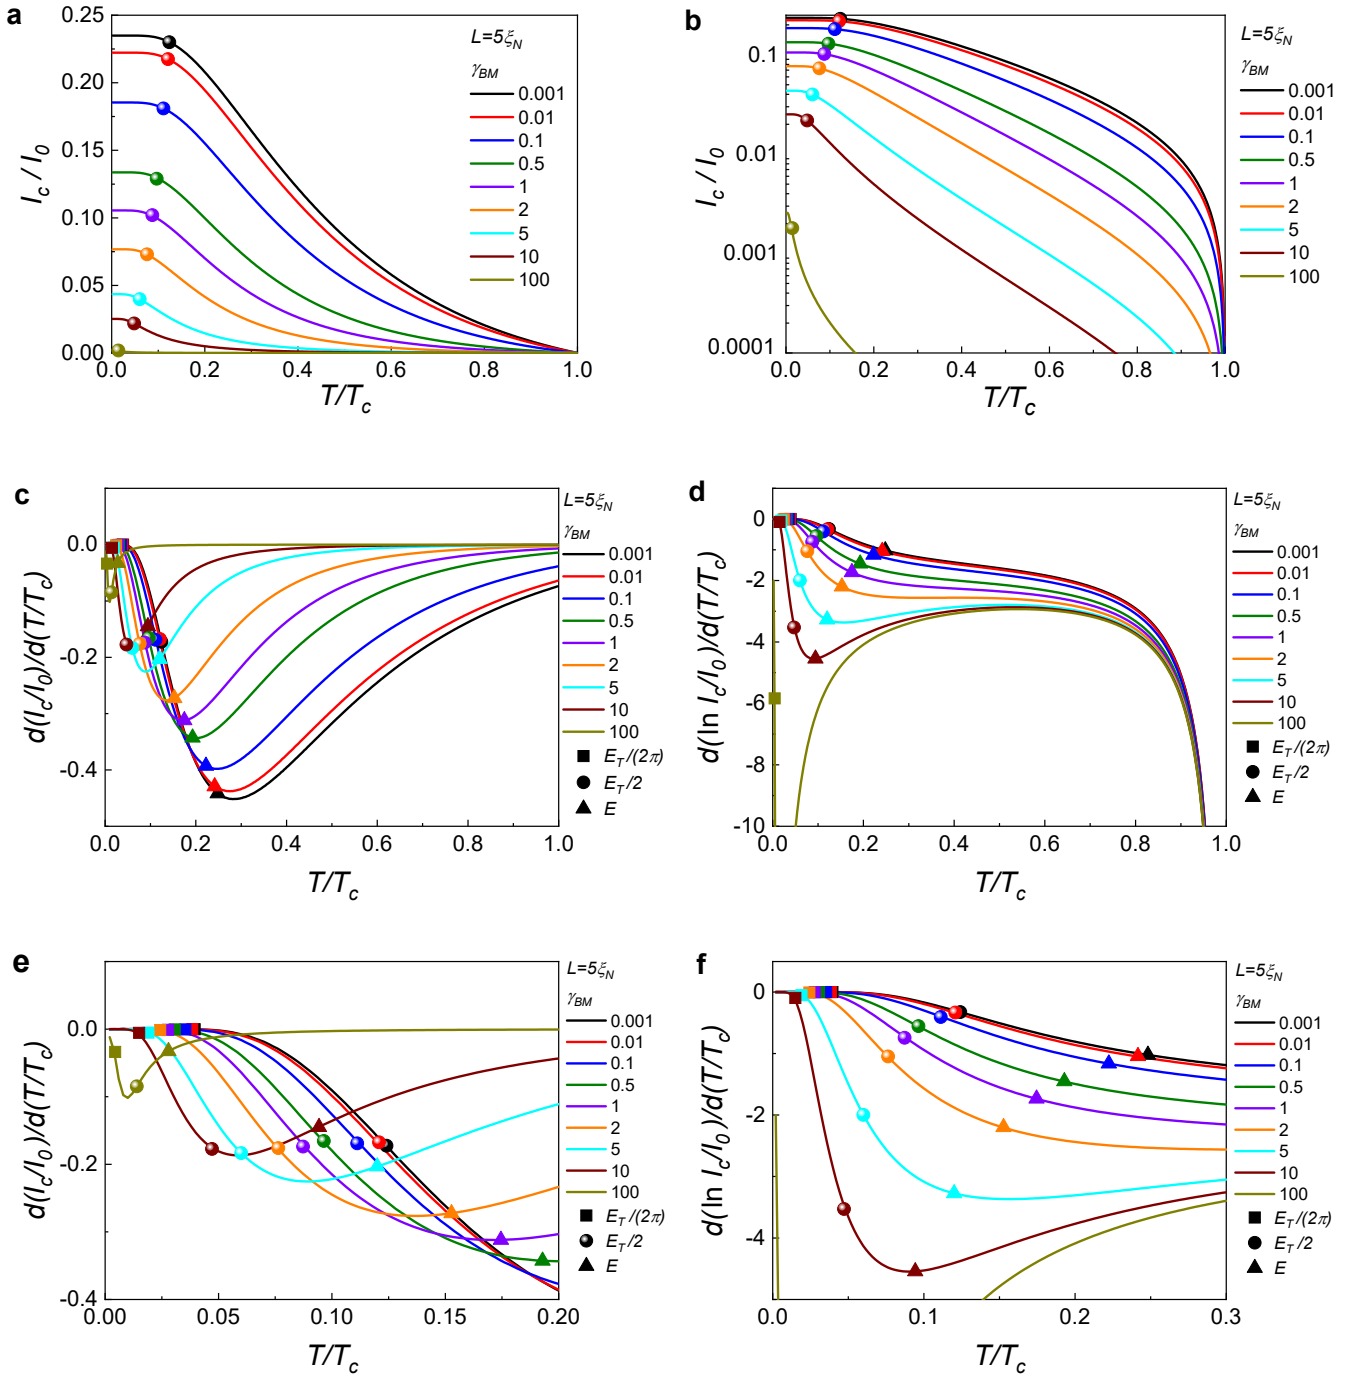 a
0.25
0.20
0.15
0.10
0.05
0.00
I_c / I_0
0.0 0.2 0.4 0.6 0.8 1.0
T/T_c
L=5ξ_N
γ_BM
0.001
0.01
0.1
0.5
1
2
5
10
100
b
0.1
0.01
0.001
0.0001
I_c / I_0
0.0 0.2 0.4 0.6 0.8 1.0
T/T_c
L=5ξ_N
γ_BM
0.001
0.01
0.1
0.5
1
2
5
10
100
c
0.0
-0.2
-0.4
d(I_c/I_0)/d(T/T_c)
0.0 0.2 0.4 0.6 0.8 1.0
T/T_c
L=5ξ_N
γ_BM
0.001
0.01
0.1
0.5
1
2
5
10
100
E_T/(2π)
E_T/2
E
d
0
-2
-4
-6
-8
-10
d(ln I_c/I_0)/d(T/T_c)
0.0 0.2 0.4 0.6 0.8 1.0
T/T_c
L=5ξ_N
γ_BM
0.001
0.01
0.1
0.5
1
2
5
10
100
E_T/(2π)
E_T/2
E
e
0.0
-0.2
-0.4
d(I_c/I_0)/d(T/T_c)
0.00 0.05 0.10 0.15 0.20
T/T_c
L=5ξ_N
γ_BM
0.001
0.01
0.1
0.5
1
2
5
10
100
E_T/(2π)
E_T/2
E
f
0
-2
-4
d(ln I_c/I_0)/d(T/T_c)
0.0 0.1 0.2 0.3
T/T_c
L=5ξ_N
γ_BM
0.001
0.01
0.1
0.5
1
2
5
10
100
E_T/(2π)
E_T/2
E